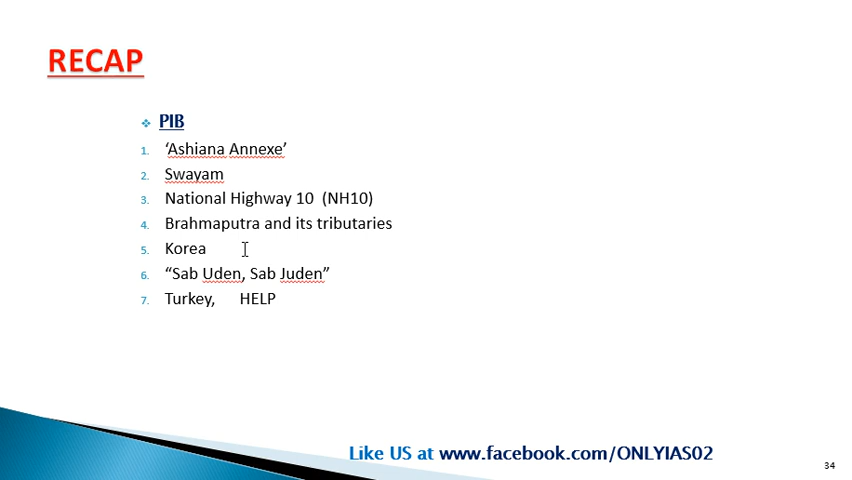 RECAP
❖ PIB
1. ‘Ashiana Annexe’
2. Swayam
3. National Highway 10 (NH10)
4. Brahmaputra and its tributaries
5. Korea
6. “Sab Uden, Sab Juden”
7. Turkey, HELP
Like US at www.facebook.com/ONLYIAS02
34